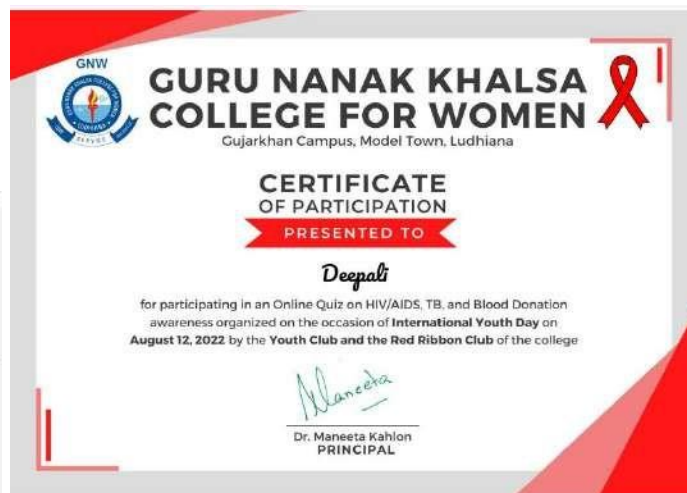 GNW
GURU NANAK KHALSA
COLLEGE FOR WOMEN
Gujarkhan Campus, Model Town, Ludhiana
CERTIFICATE
OF PARTICIPATION
PRESENTED TO
Deepali
for participating in an Online Quiz on HIV/AIDS, TB, and Blood Donation
awareness organized on the occasion of International Youth Day on
August 12, 2022 by the Youth Club and the Red Ribbon Club of the college
Maneeta
Dr. Maneeta Kahlon
PRINCIPAL